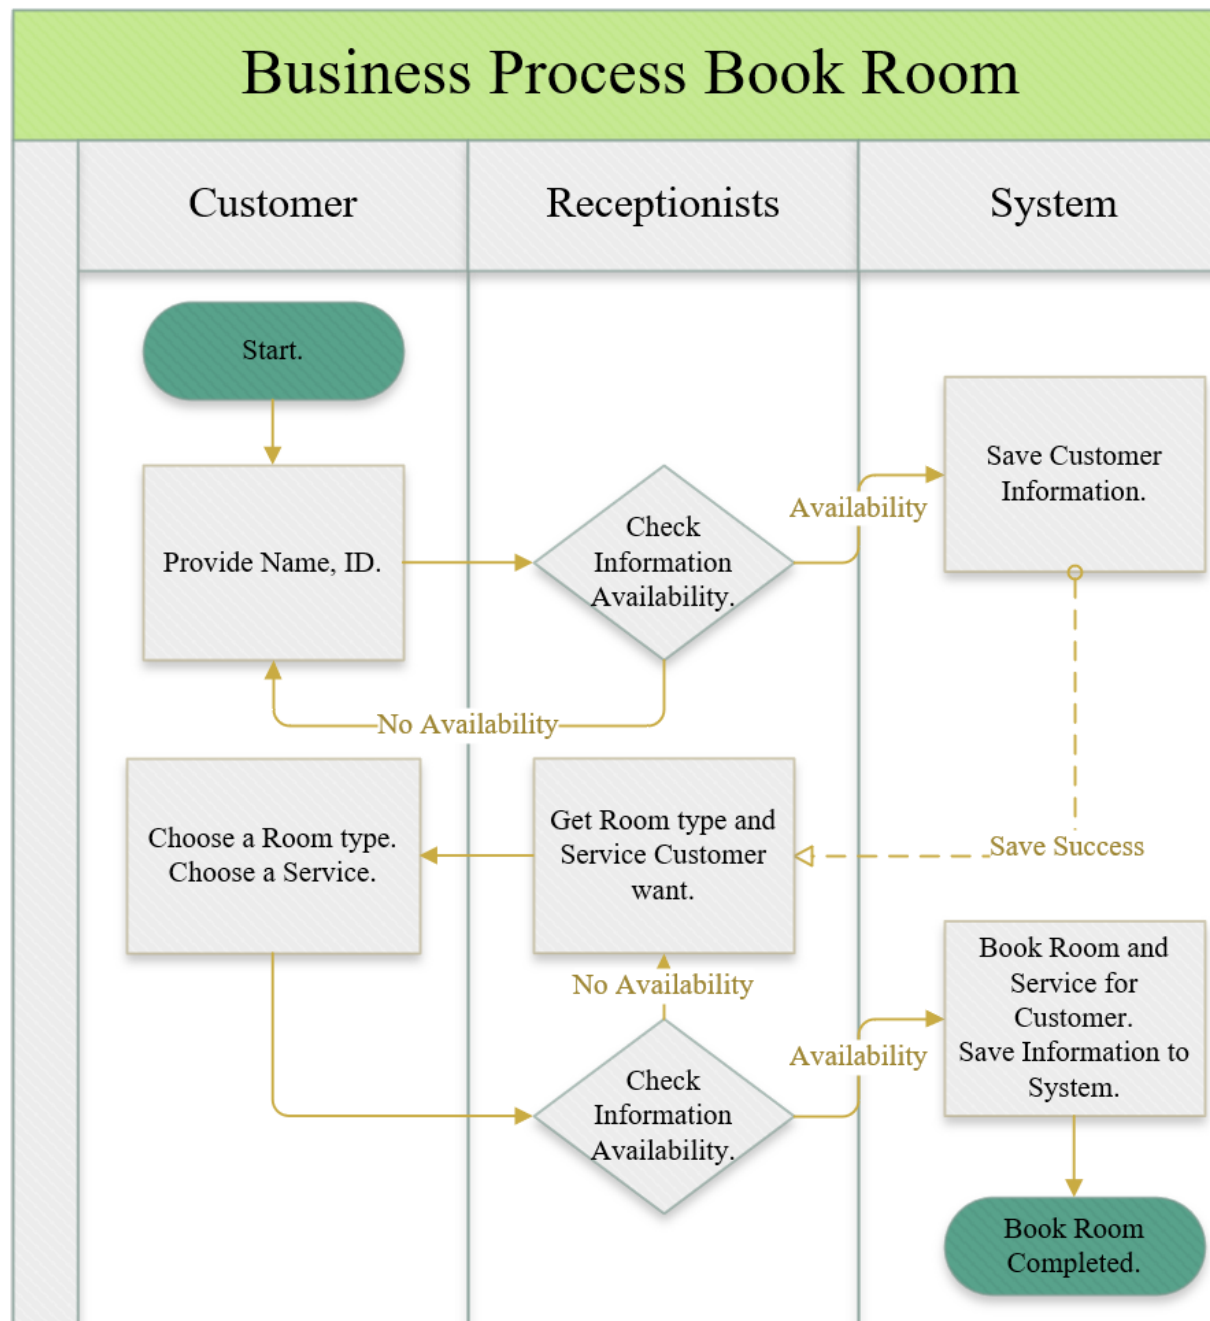 Business Process Book Room
Customer
Receptionists
System
Start.
Save Customer
Information.
Provide Name, ID.
Check
Information
Availability.
Availability
No Availability
Choose a Room type.
Choose a Service.
Get Room type and
Service Customer
want.
Save Success
No Availability
Check
Information
Availability.
Availability
Book Room and
Service for
Customer.
Save Information to
System.
Book Room
Completed.